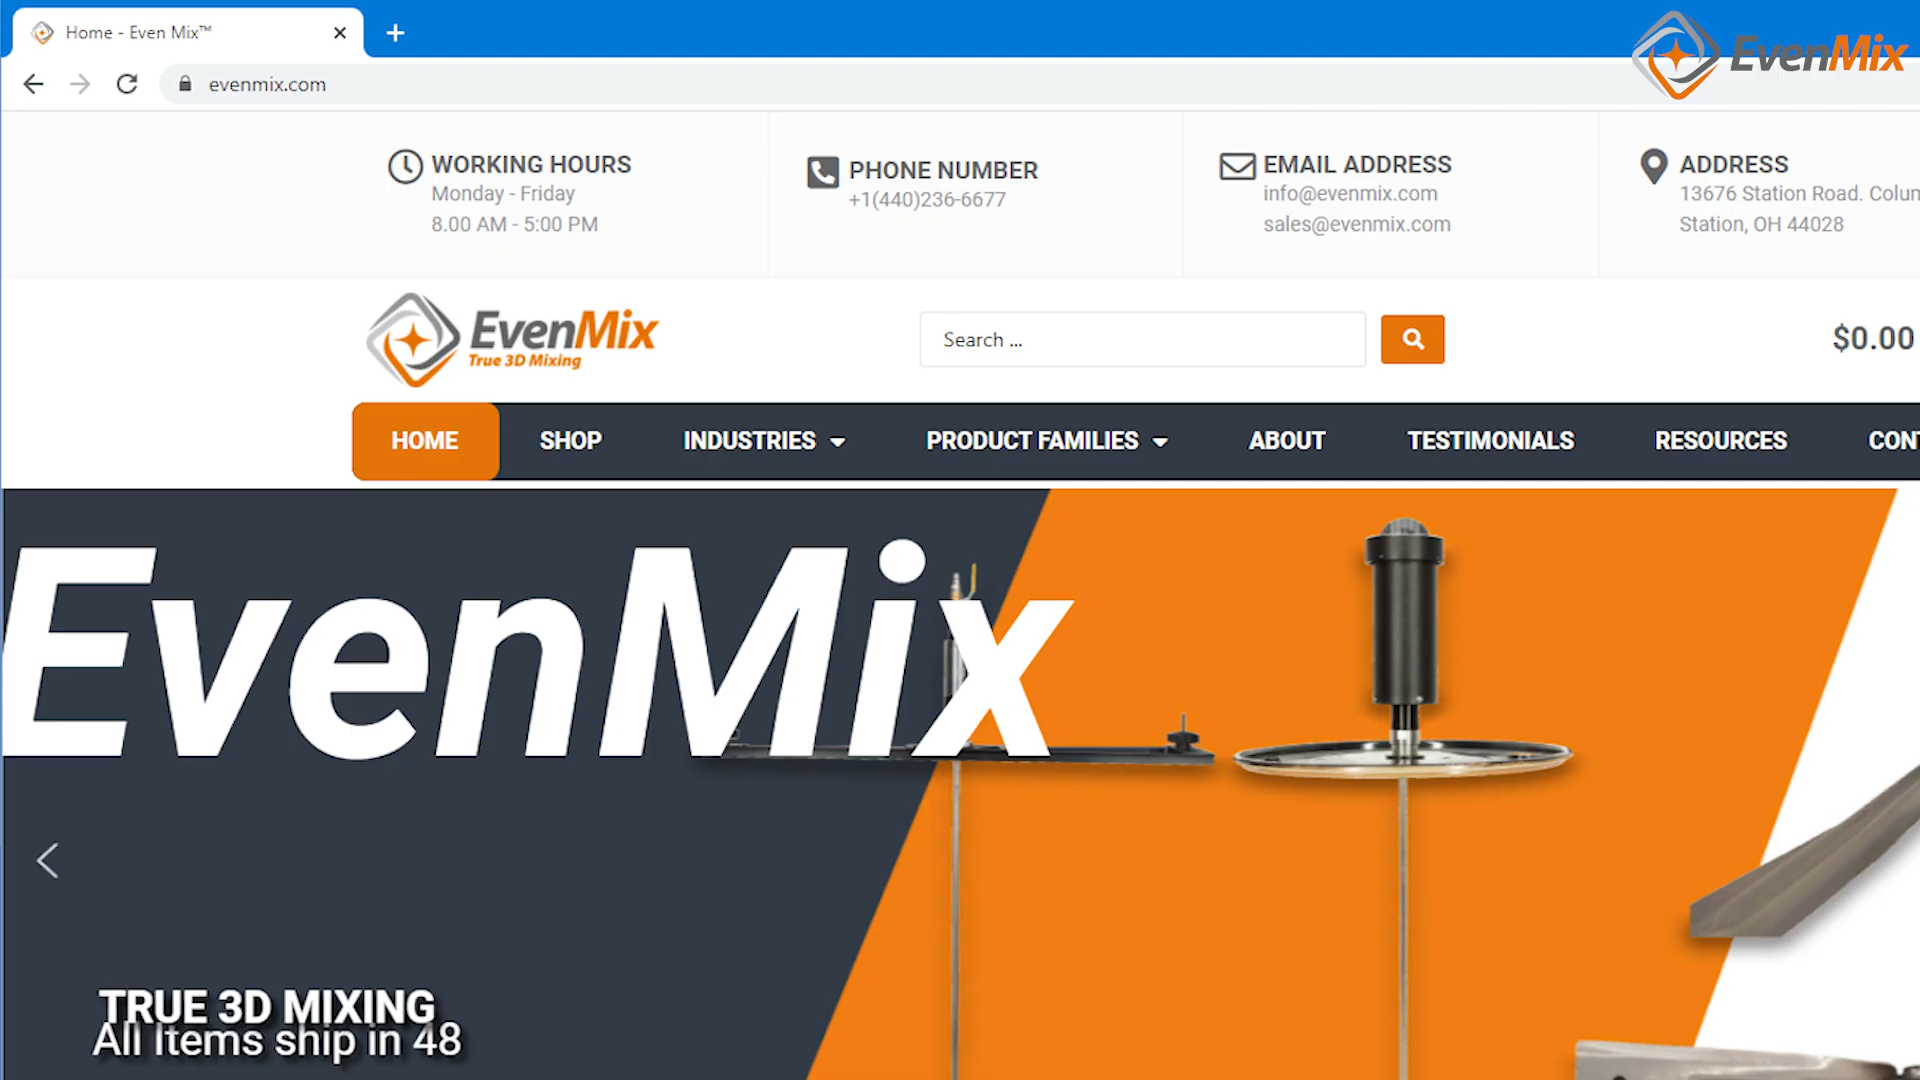 Home - Even Mix™
EvenMix
evenmix.com
WORKING HOURS
Monday - Friday
8.00 AM - 5:00 PM
PHONE NUMBER
+1(440)236-6677
EMAIL ADDRESS
info@evenmix.com
sales@evenmix.com
ADDRESS
13676 Station Road. Colum
Station, OH 44028
EvenMix
True 3D Mixing
Search ...
$0.00
HOME SHOP INDUSTRIES PRODUCT FAMILIES ABOUT TESTIMONIALS RESOURCES CONT
EvenMix
TRUE 3D MIXING
All Items ship in 48